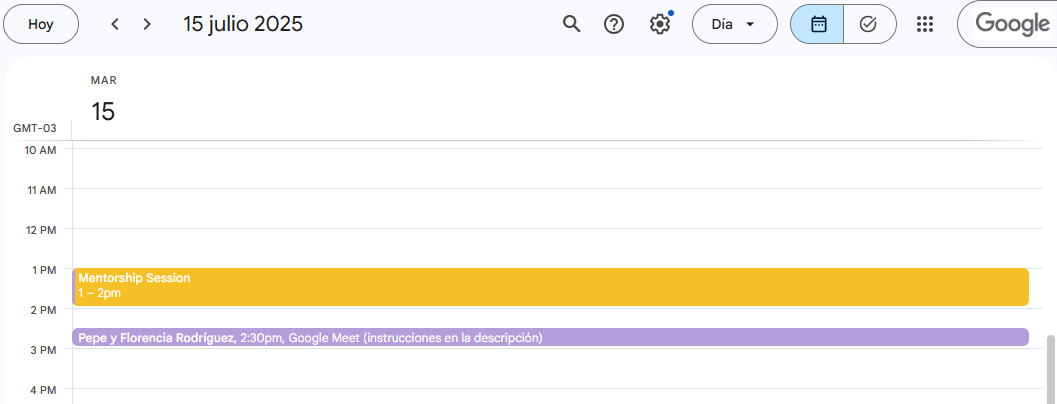 Hoy
15 julio 2025
Día
Google
MAR
15
GMT-03
10 AM
11 AM
12 PM
1 PM
Mentorship Session
1 – 2pm
2 PM
Pepe y Florencia Rodríguez, 2:30pm, Google Meet (instrucciones en la descripción)
3 PM
4 PM